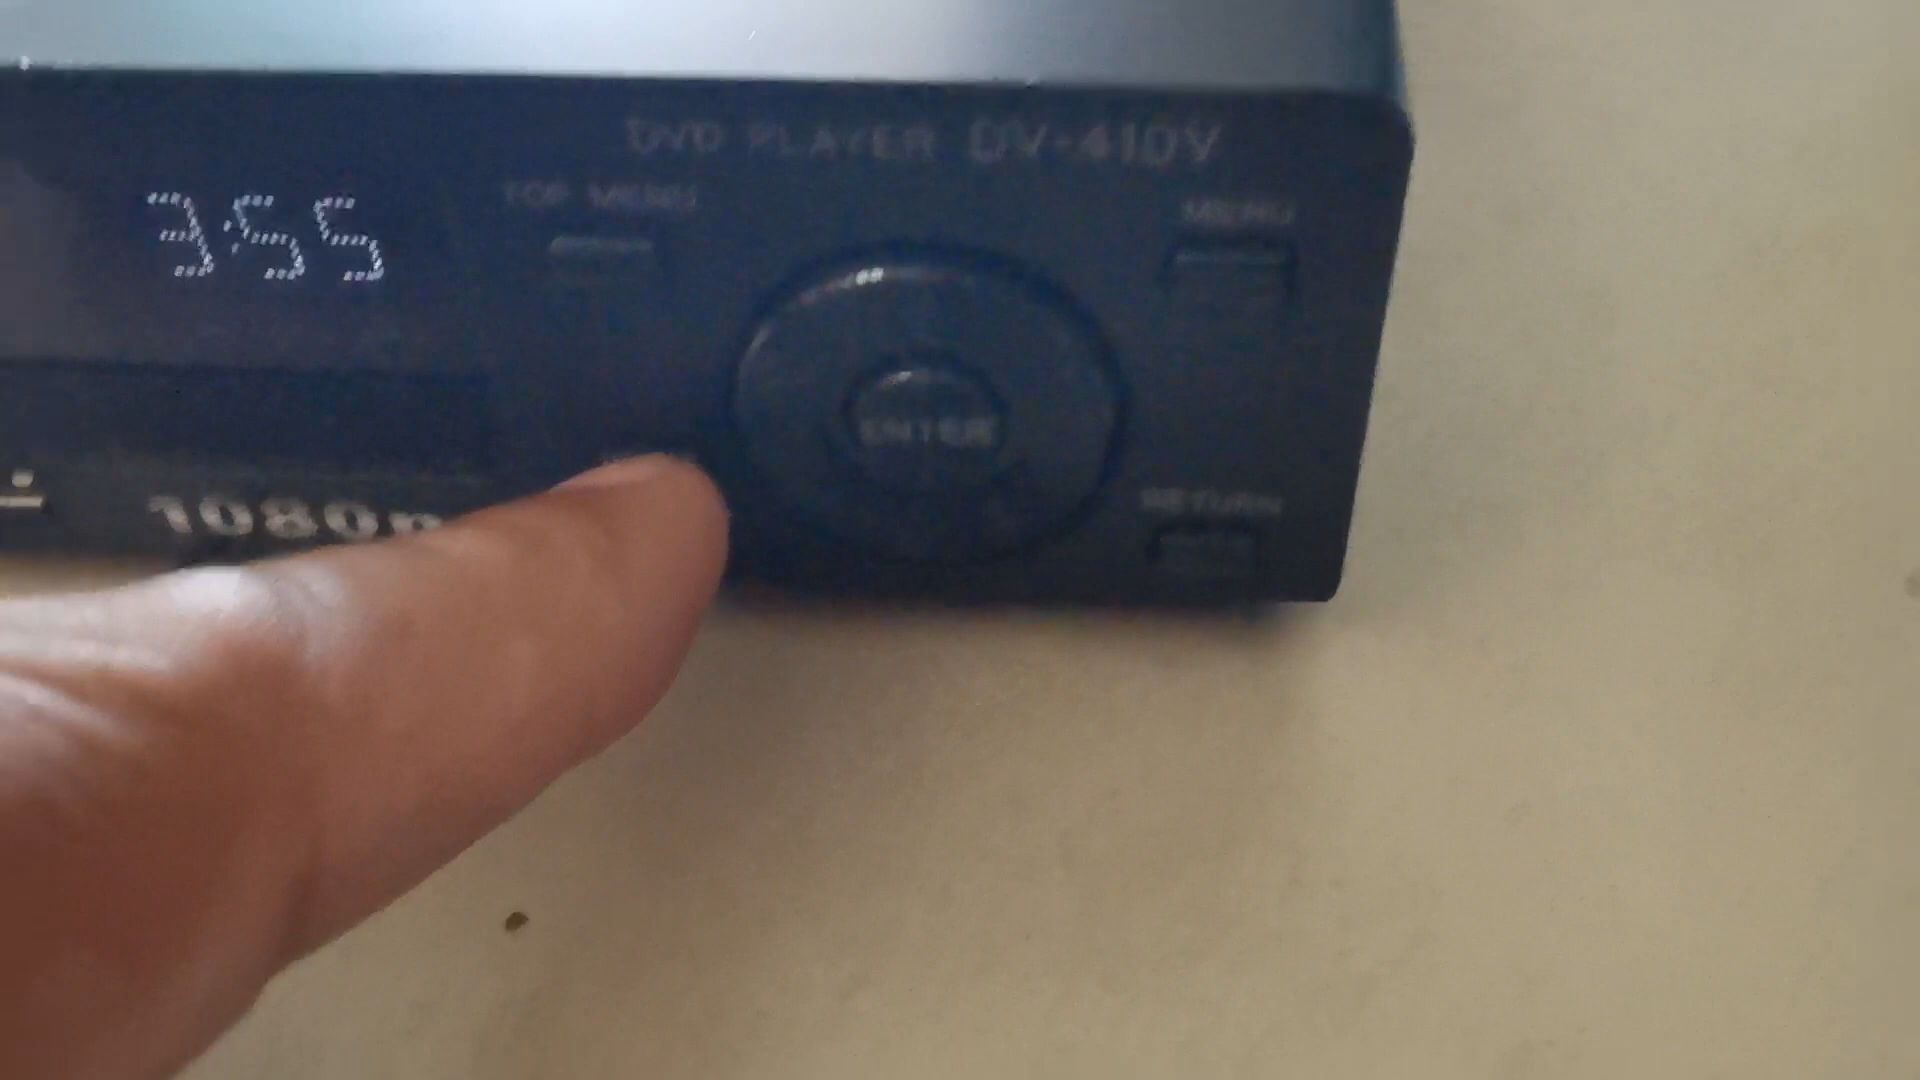 DVD PLAYER DV-410V
TOP MENU
MENU
3:55
ENTER
1080p
RETURN